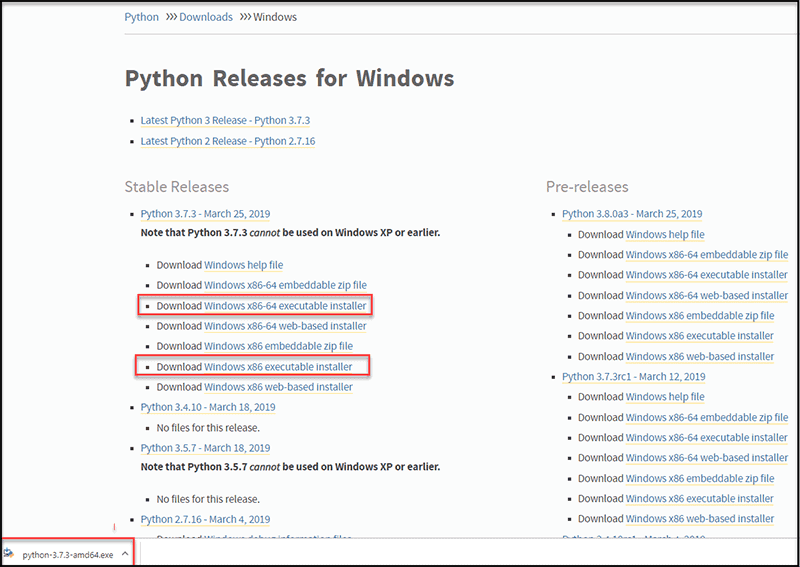 Python >>> Downloads >>> Windows
Python Releases for Windows
Latest Python 3 Release - Python 3.7.3
Latest Python 2 Release - Python 2.7.16
Stable Releases
Python 3.7.3 - March 25, 2019
Note that Python 3.7.3 cannot be used on Windows XP or earlier.
Download Windows help file
Download Windows x86-64 embeddable zip file
Download Windows x86-64 executable installer
Download Windows x86-64 web-based installer
Download Windows x86 embeddable zip file
Download Windows x86 executable installer
Download Windows x86 web-based installer
Python 3.4.10 - March 18, 2019
No files for this release.
Python 3.5.7 - March 18, 2019
Note that Python 3.5.7 cannot be used on Windows XP or earlier.
No files for this release.
Python 2.7.16 - March 4, 2019
Download Windows debug information files
Pre-releases
Python 3.8.0a3 - March 25, 2019
Download Windows help file
Download Windows x86-64 embeddable zip file
Download Windows x86-64 executable installer
Download Windows x86-64 web-based installer
Download Windows x86 embeddable zip file
Download Windows x86 executable installer
Download Windows x86 web-based installer
Python 3.7.3rc1 - March 12, 2019
Download Windows help file
Download Windows x86-64 embeddable zip file
Download Windows x86-64 executable installer
Download Windows x86-64 web-based installer
Download Windows x86 embeddable zip file
Download Windows x86 executable installer
Download Windows x86 web-based installer
python-3.7.3-amd64.exe